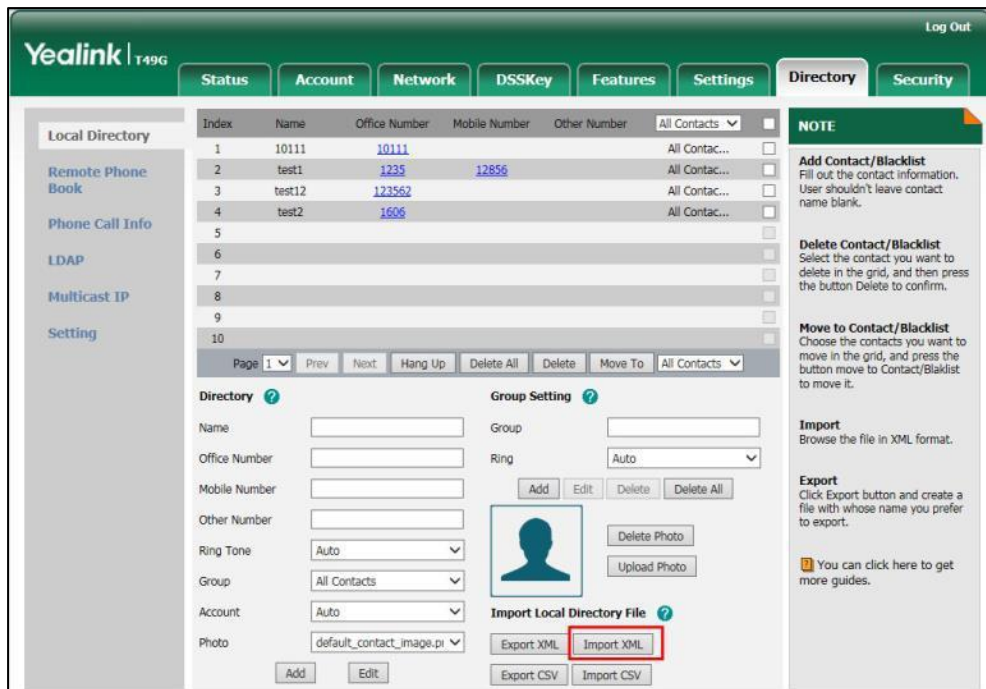 Log Out
Yealink T49G
Status Account Network DSSKey Features Settings Directory Security
Local Directory
Remote Phone
Book
Phone Call Info
LDAP
Multicast IP
Setting
Index Name Office Number Mobile Number Other Number All Contacts
1 10111 10111 All Contac...
2 test1 1235 12856 All Contac...
3 test12 123562 All Contac...
4 test2 1606 All Contac...
5
6
7
8
9
10
Page 1 Prev Next Hang Up Delete All Delete Move To All Contacts
Directory ?
Name
Office Number
Mobile Number
Other Number
Ring Tone Auto
Group All Contacts
Account Auto
Photo default_contact_image.pi
Add Edit
Group Setting ?
Group
Ring Auto
Add Edit Delete Delete All
Delete Photo
Upload Photo
Import Local Directory File ?
Export XML Import XML
Export CSV Import CSV
NOTE
Add Contact/Blacklist
Fill out the contact information.
User shouldn't leave contact
name blank.
Delete Contact/Blacklist
Select the contact you want to
delete in the grid, and then press
the button Delete to confirm.
Move to Contact/Blacklist
Choose the contacts you want to
move in the grid, and press the
button move to Contact/Blaklist
to move it.
Import
Browse the file in XML format.
Export
Click Export button and create a
file with whose name you prefer
to export.
? You can click here to get
more guides.